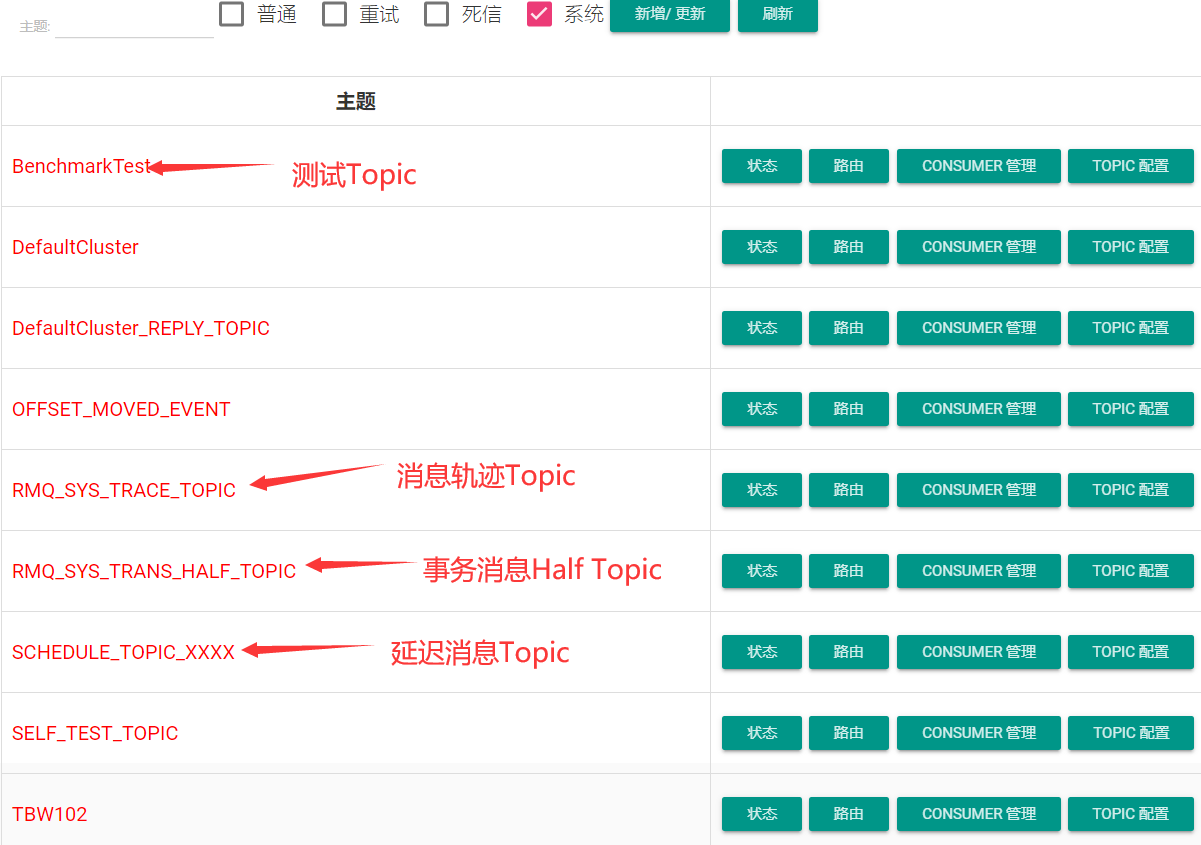 主题:
普通 重试 死信 系统 新增/ 更新 刷新
主题
BenchmarkTest 测试Topic 状态 路由 CONSUMER 管理 TOPIC 配置
DefaultCluster 状态 路由 CONSUMER 管理 TOPIC 配置
DefaultCluster_REPLY_TOPIC 状态 路由 CONSUMER 管理 TOPIC 配置
OFFSET_MOVED_EVENT 状态 路由 CONSUMER 管理 TOPIC 配置
RMQ_SYS_TRACE_TOPIC 消息轨迹Topic 状态 路由 CONSUMER 管理 TOPIC 配置
RMQ_SYS_TRANS_HALF_TOPIC 事务消息Half Topic 状态 路由 CONSUMER 管理 TOPIC 配置
SCHEDULE_TOPIC_XXXX 延迟消息Topic 状态 路由 CONSUMER 管理 TOPIC 配置
SELF_TEST_TOPIC 状态 路由 CONSUMER 管理 TOPIC 配置
TBW102 状态 路由 CONSUMER 管理 TOPIC 配置